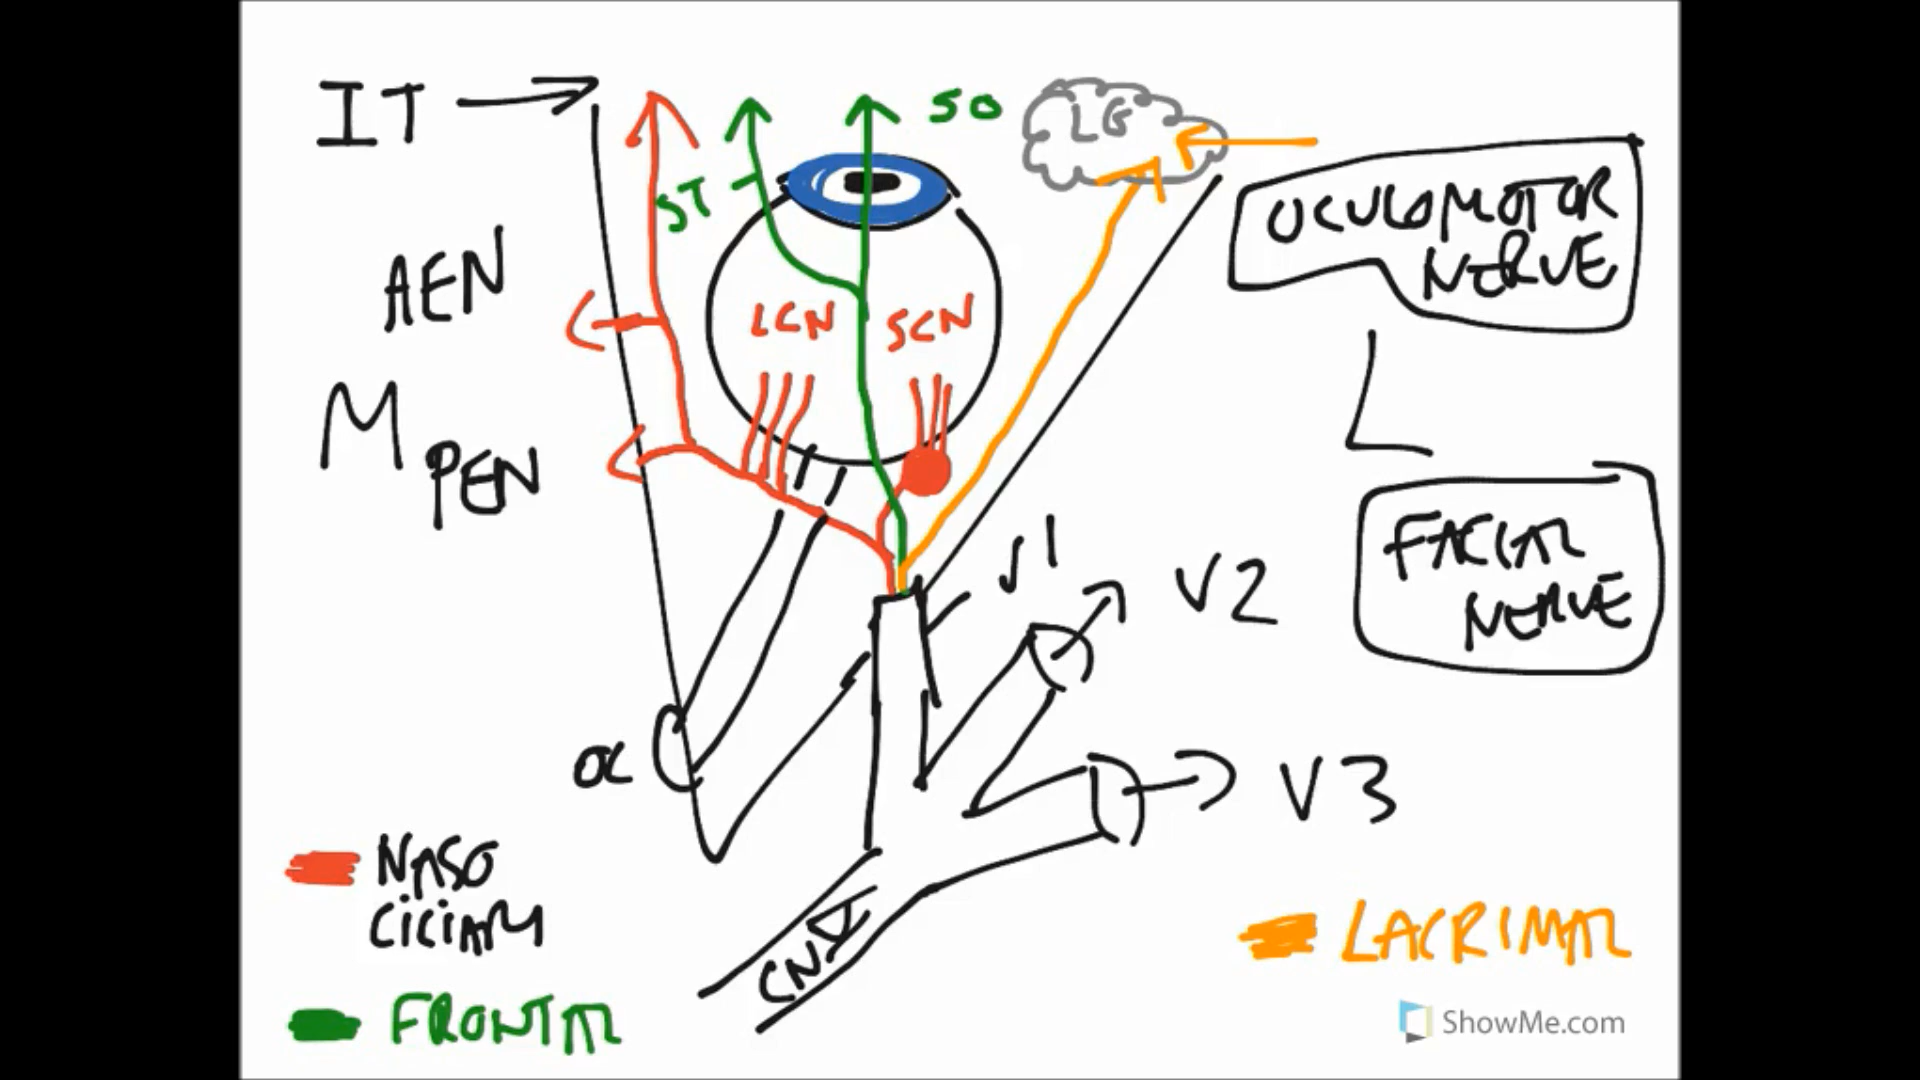 IT
SO
LG
ST
OCULOMOTOR
NERVE
AEN
LCN
SCN
M
PEN
FACIAL
NERVE
V1
V2
OC
V3
NASO
CILIARY
CN V
LACRIMAL
FRONTAL
ShowMe.com